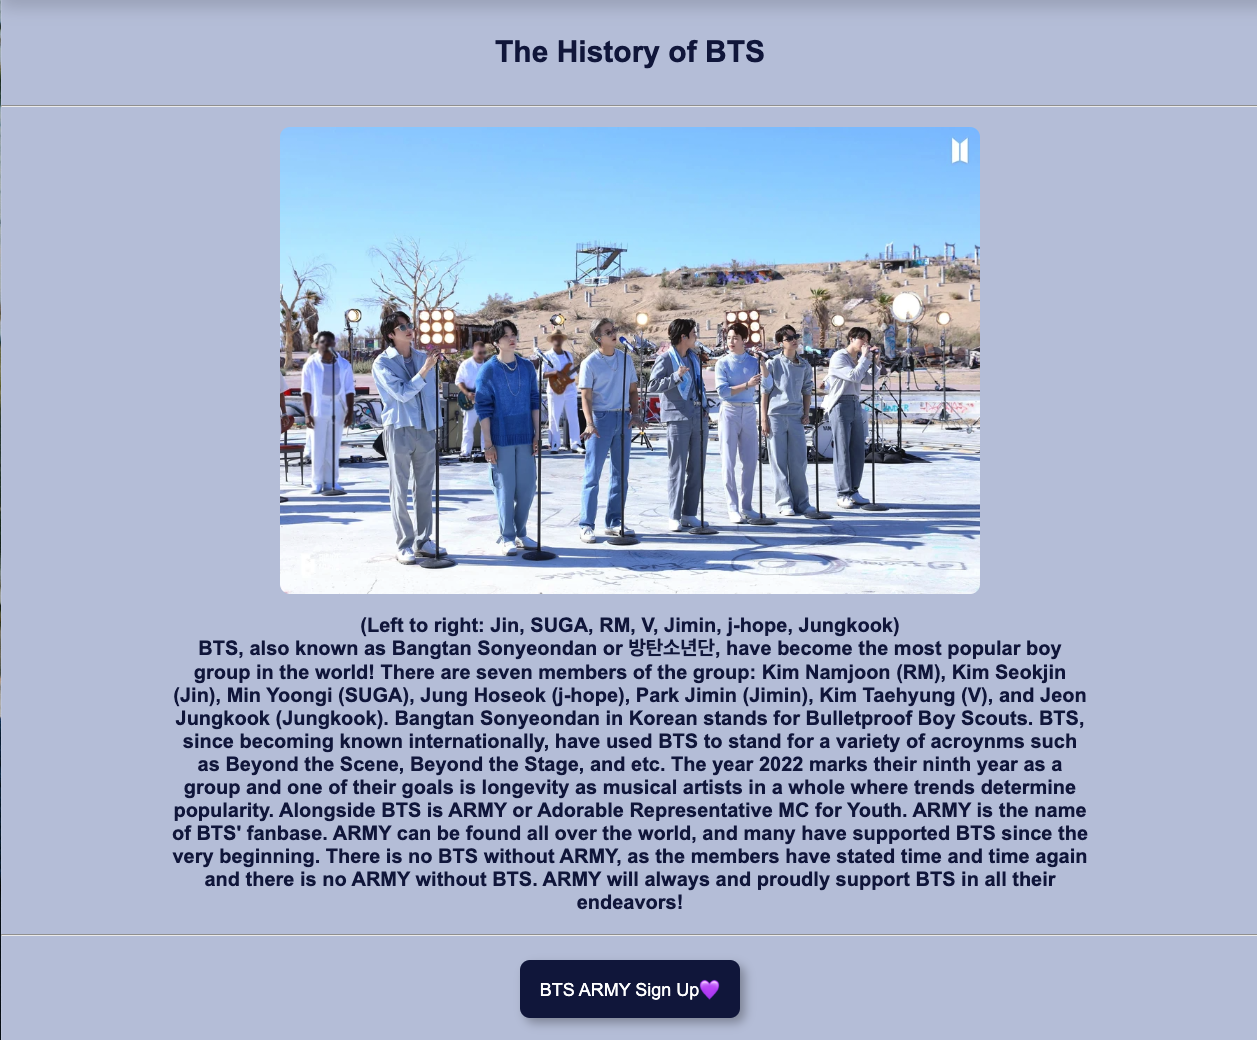 The History of BTS
(Left to right: Jin, SUGA, RM, V, Jimin, j-hope, Jungkook)
BTS, also known as Bangtan Sonyeondan or 방탄소년단, have become the most popular boy
group in the world! There are seven members of the group: Kim Namjoon (RM), Kim Seokjin
(Jin), Min Yoongi (SUGA), Jung Hoseok (j-hope), Park Jimin (Jimin), Kim Taehyung (V), and Jeon
Jungkook (Jungkook). Bangtan Sonyeondan in Korean stands for Bulletproof Boy Scouts. BTS,
since becoming known internationally, have used BTS to stand for a variety of acroynms such
as Beyond the Scene, Beyond the Stage, and etc. The year 2022 marks their ninth year as a
group and one of their goals is longevity as musical artists in a whole where trends determine
popularity. Alongside BTS is ARMY or Adorable Representative MC for Youth. ARMY is the name
of BTS' fanbase. ARMY can be found all over the world, and many have supported BTS since the
very beginning. There is no BTS without ARMY, as the members have stated time and time again
and there is no ARMY without BTS. ARMY will always and proudly support BTS in all their
endeavors!
BTS ARMY Sign Up💜